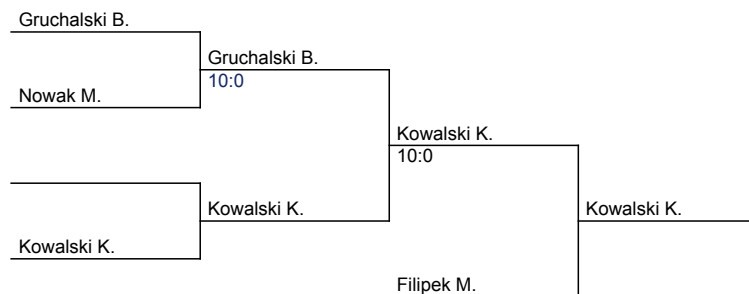 Gruchalski B.
Gruchalski B.
10:0
Nowak M.
Kowalski K.
10:0
Kowalski K.
Kowalski K.
Kowalski K.
Filipek M.